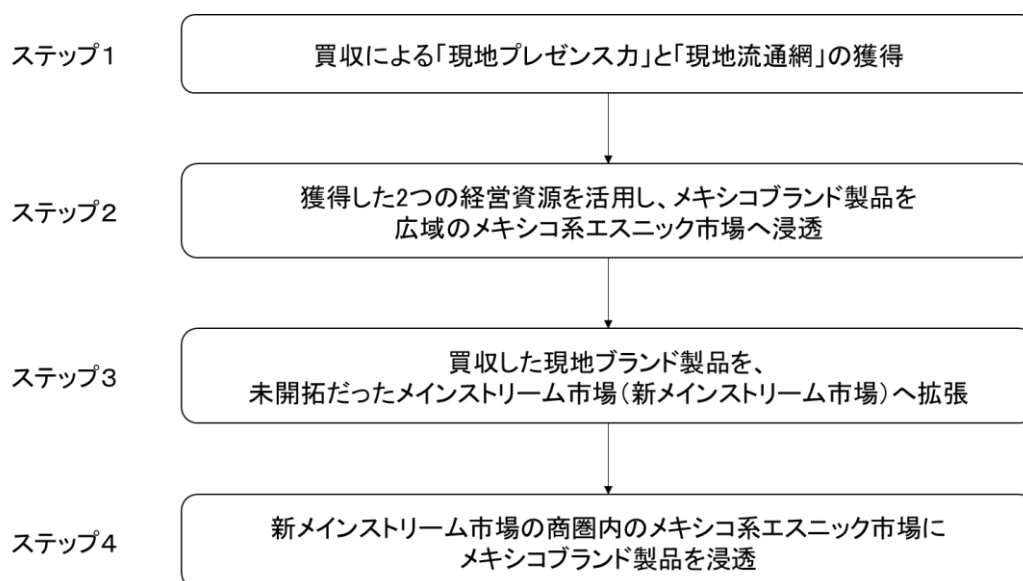 ステップ1
買収による「現地プレゼンス力」と「現地流通網」の獲得
ステップ2
獲得した2つの経営資源を活用し、メキシコブランド製品を
広域のメキシコ系エスニック市場へ浸透
ステップ3
買収した現地ブランド製品を、
未開拓だったメインストリーム市場(新メインストリーム市場)へ拡張
ステップ4
新メインストリーム市場の商圏内のメキシコ系エスニック市場に
メキシコブランド製品を浸透